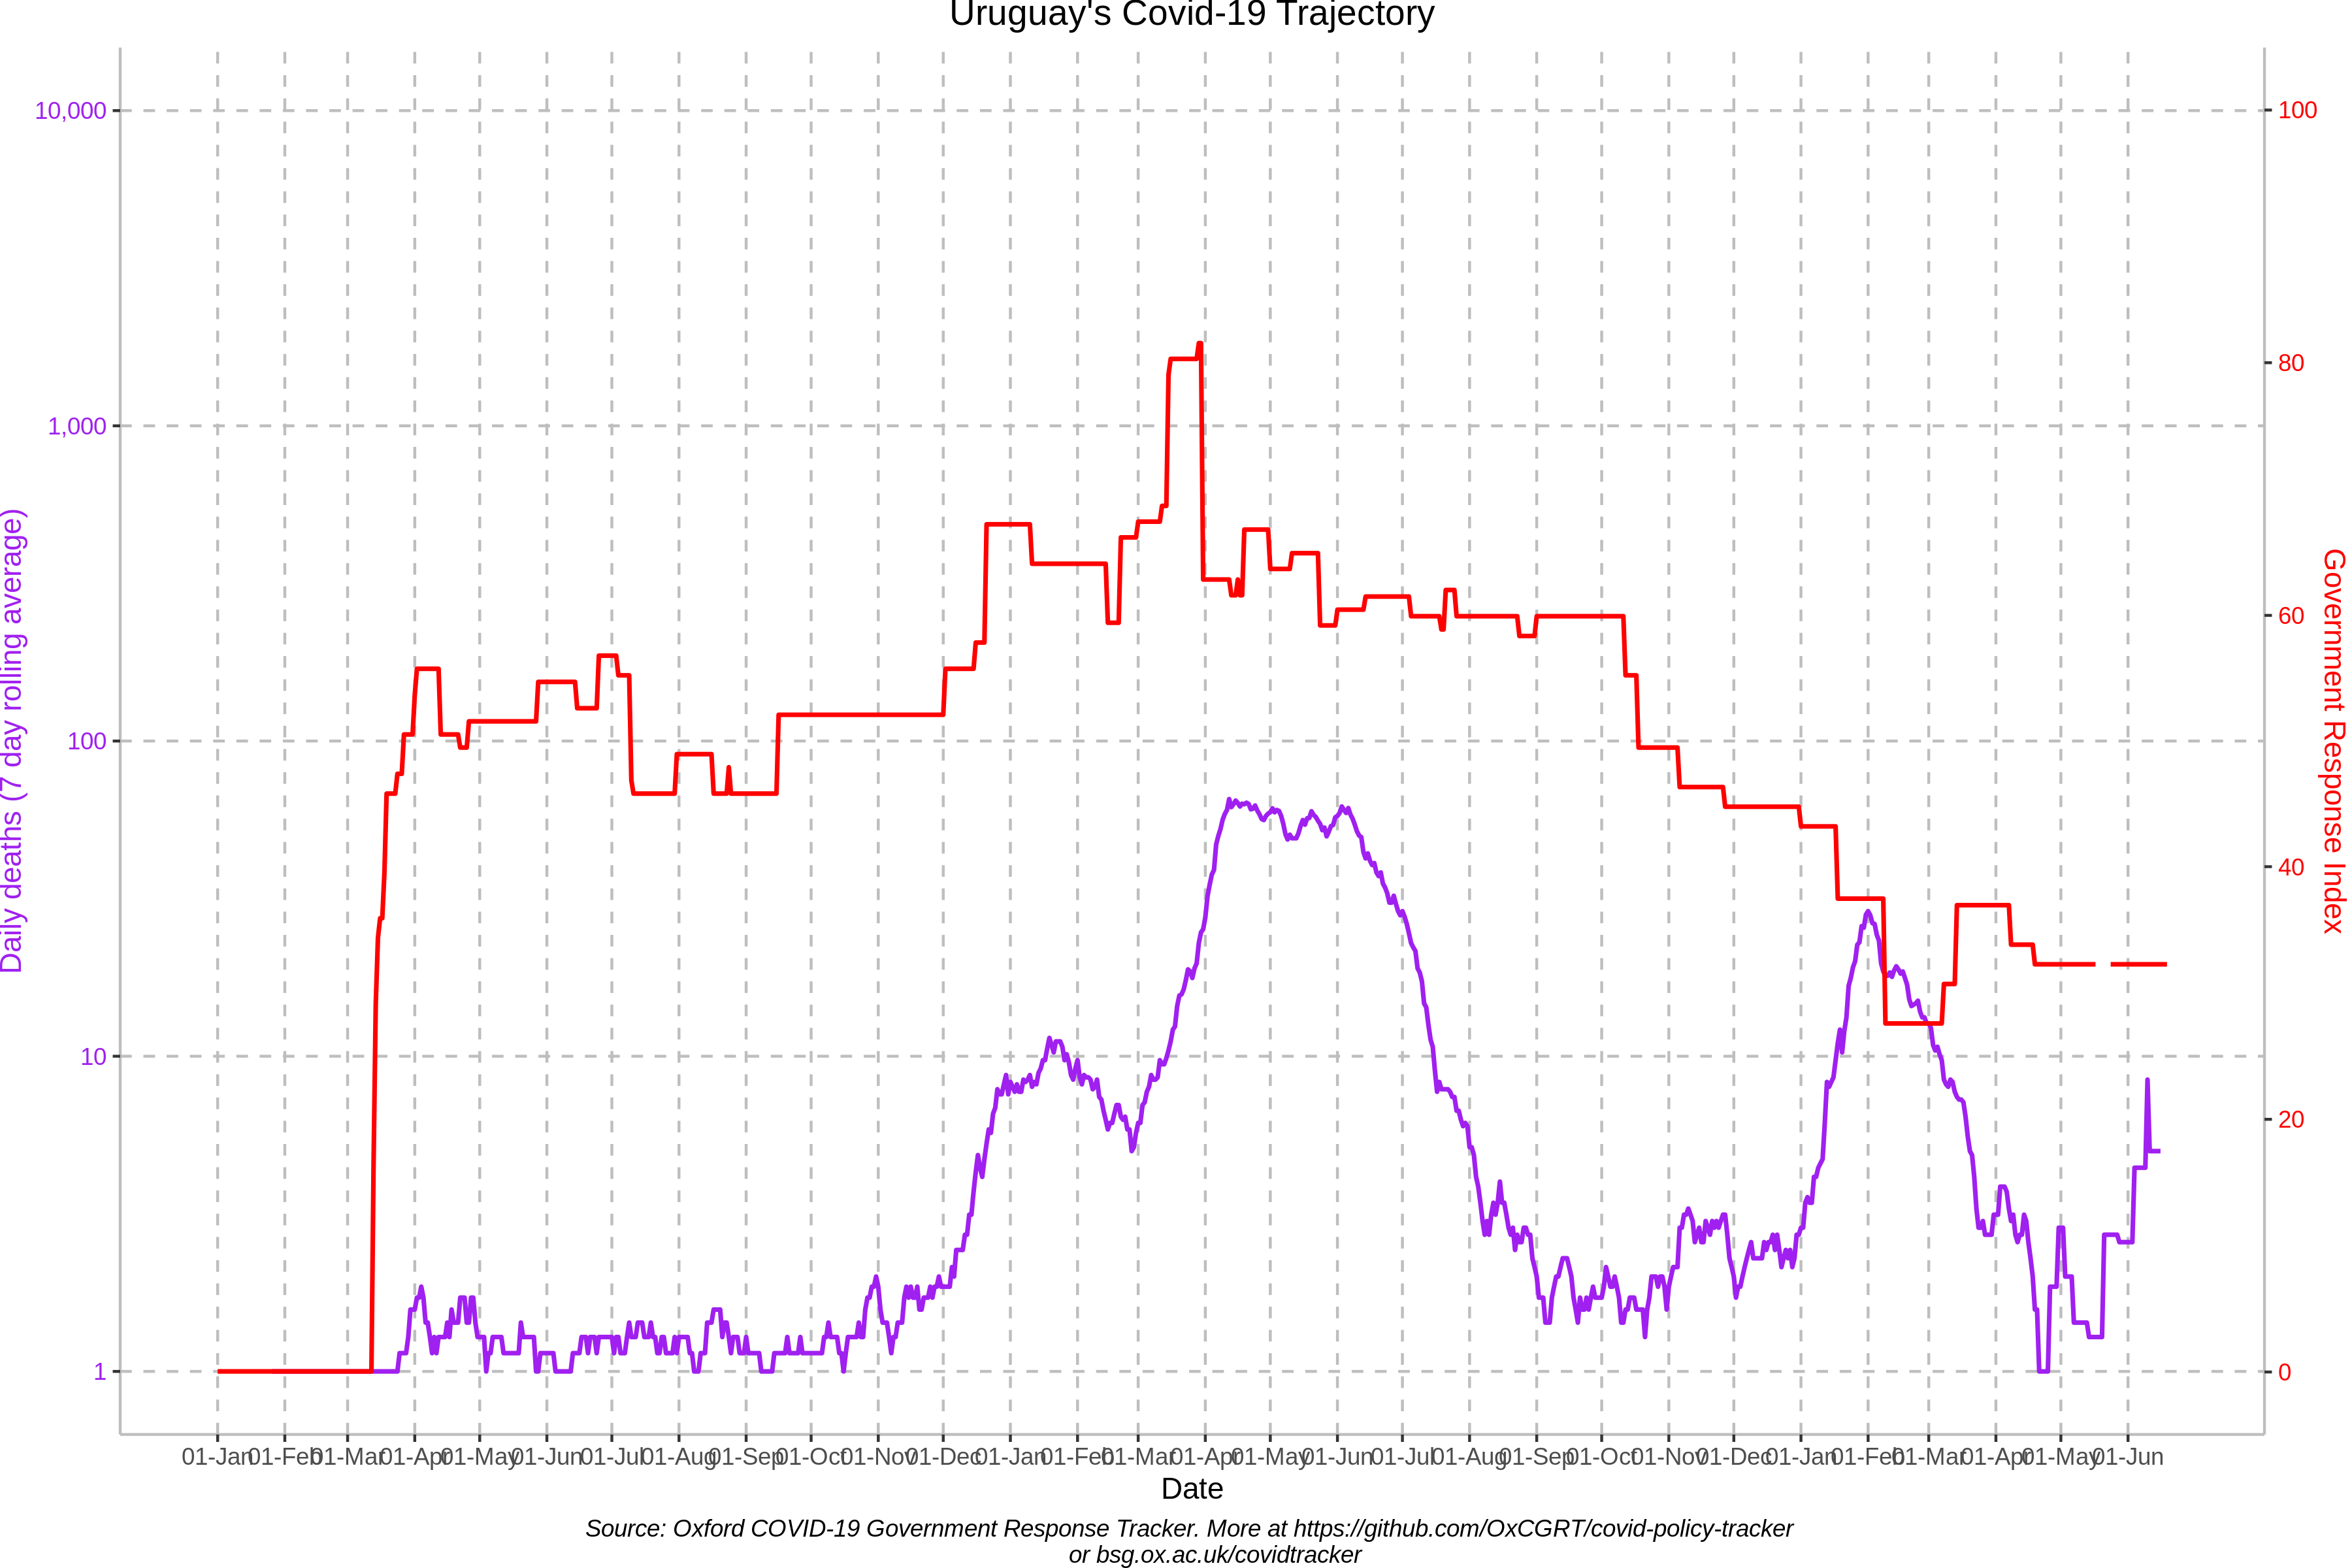 Uruguay's Covid-19 Trajectory
10,000
1,000
100
10
1
Daily deaths (7 day rolling average)
100
80
60
40
20
0
Government Response Index
01-Jan 01-Feb 01-Mar 01-Apr 01-May 01-Jun 01-Jul 01-Aug 01-Sep 01-Oct 01-Nov 01-Dec 01-Jan 01-Feb 01-Mar 01-Apr 01-May 01-Jun 01-Jul 01-Aug 01-Sep 01-Oct 01-Nov 01-Dec 01-Jan 01-Feb 01-Mar 01-Apr 01-May 01-Jun
Date
Source: Oxford COVID-19 Government Response Tracker. More at https://github.com/OxCGRT/covid-policy-tracker
or bsg.ox.ac.uk/covidtracker